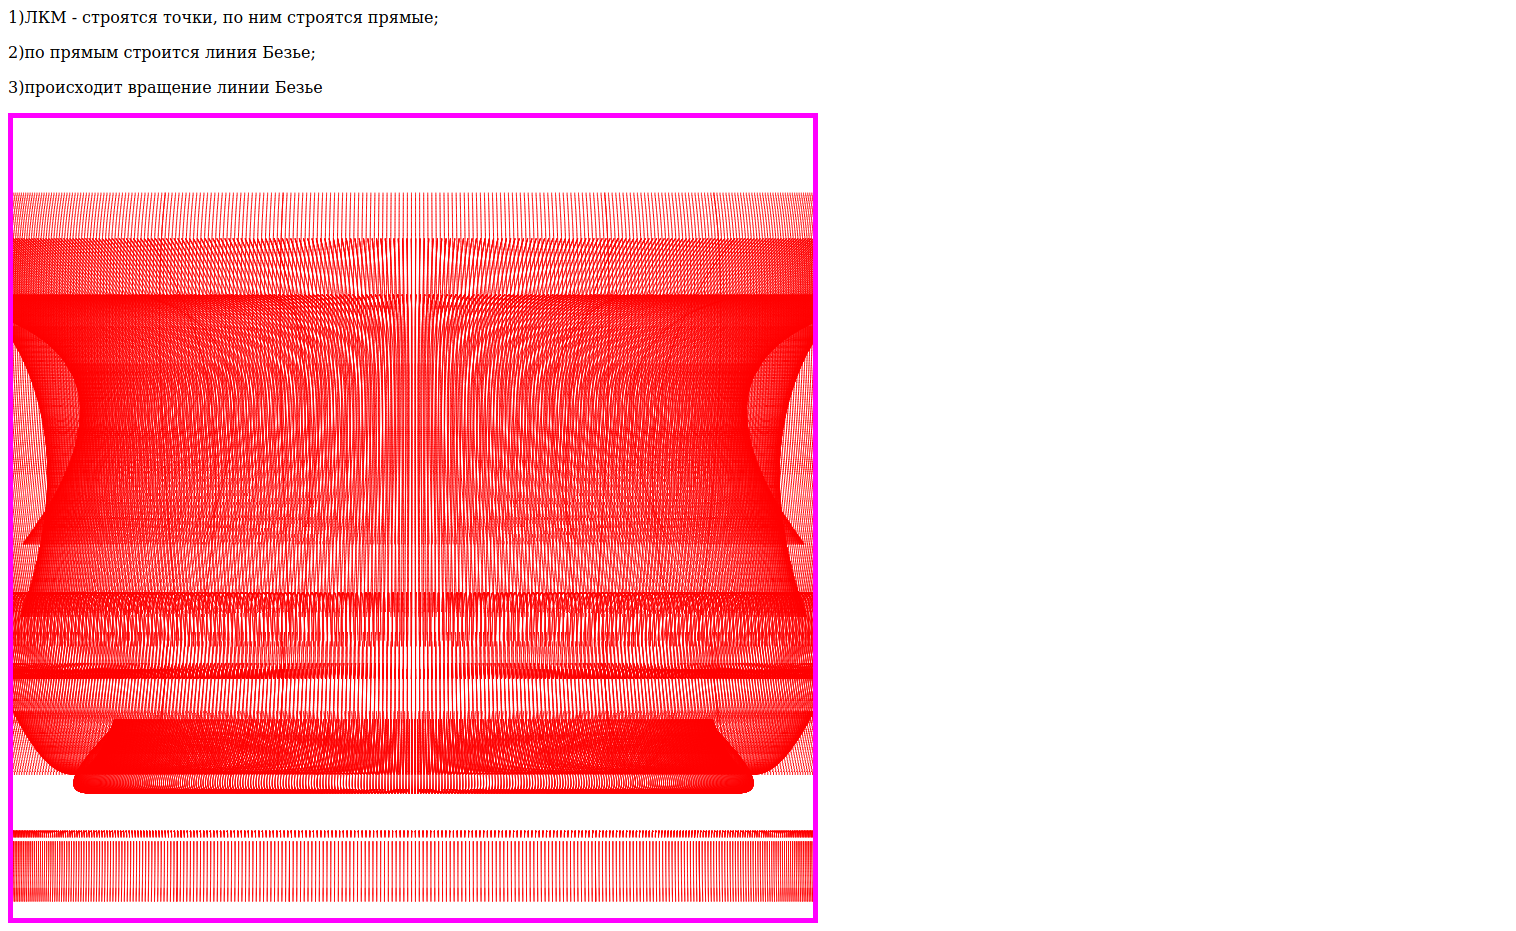 1)ЛКМ - строятся точки, по ним строятся прямые;
2)по прямым строится линия Безье;
3)происходит вращение линии Безье